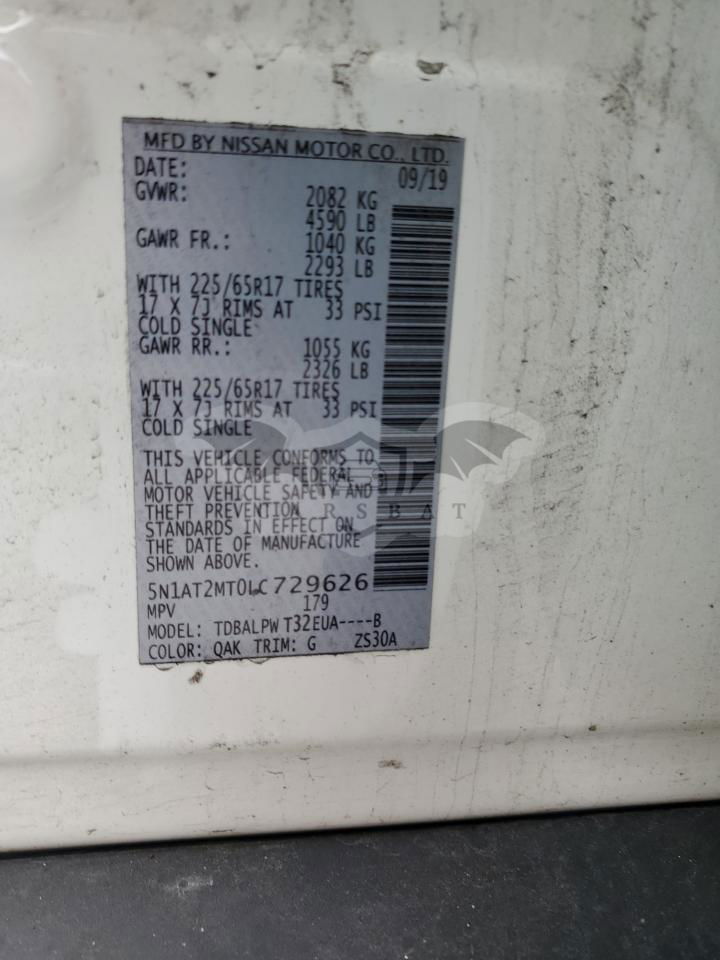 MFD BY NISSAN MOTOR CO., LTD.
DATE: 09/19
GVWR: 2082 KG
4590 LB
GAWR FR.: 1040 KG
2293 LB
WITH 225/65R17 TIRES
17 X 7J RIMS AT 33 PSI
COLD SINGLE
GAWR RR.: 1055 KG
2326 LB
WITH 225/65R17 TIRES
17 X 7J RIMS AT 33 PSI
COLD SINGLE
THIS VEHICLE CONFORMS TO
ALL APPLICABLE FEDERAL
MOTOR VEHICLE SAFETY AND
THEFT PREVENTION
STANDARDS IN EFFECT ON
THE DATE OF MANUFACTURE
SHOWN ABOVE.
5N1AT2MT0LC729626
MPV 179
MODEL: TDBALPW T32EUA----B
COLOR: QAK TRIM: G ZS30A